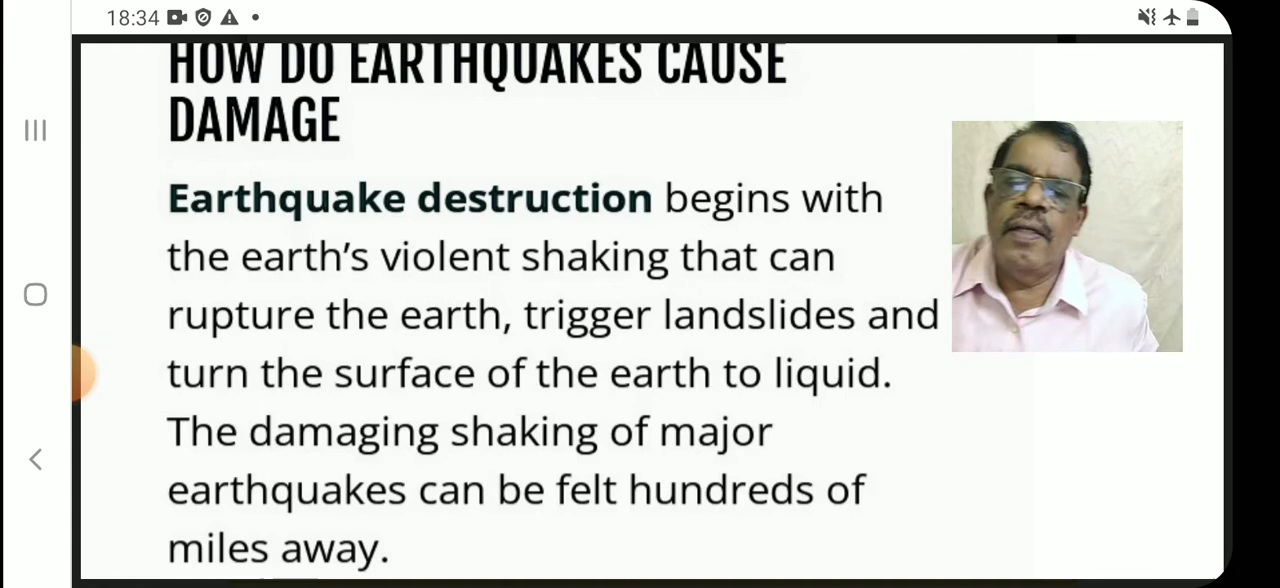 18:34
HOW DO EARTHQUAKES CAUSE
DAMAGE
Earthquake destruction begins with
the earth’s violent shaking that can
rupture the earth, trigger landslides and
turn the surface of the earth to liquid.
The damaging shaking of major
earthquakes can be felt hundreds of
miles away.